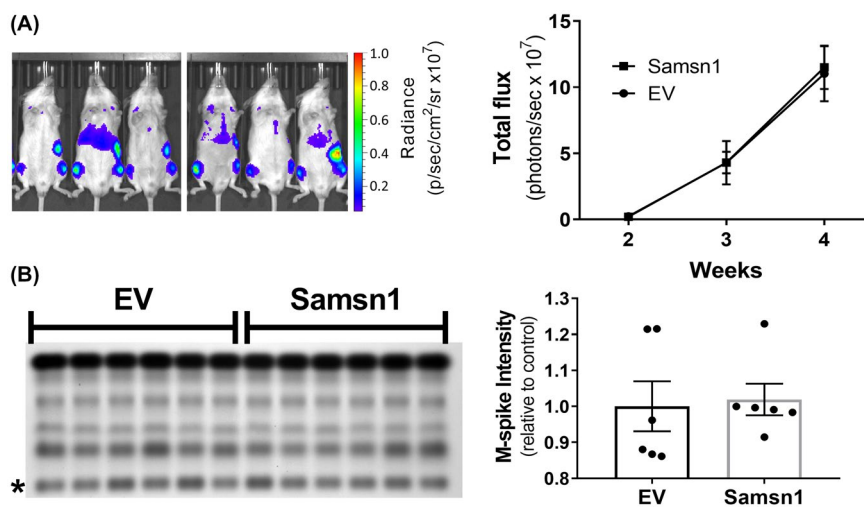 (A)
1.0
0.8
0.6
0.4
0.2
Radiance
(p/sec/cm²/sr x10⁷)
Total flux
(photons/sec x 10⁷)
15
10
5
0
Samsn1
EV
2 3 4
Weeks
(B)
EV Samsn1
*
M-spike Intensity
(relative to control)
1.3
1.2
1.1
1.0
0.9
0.8
EV Samsn1